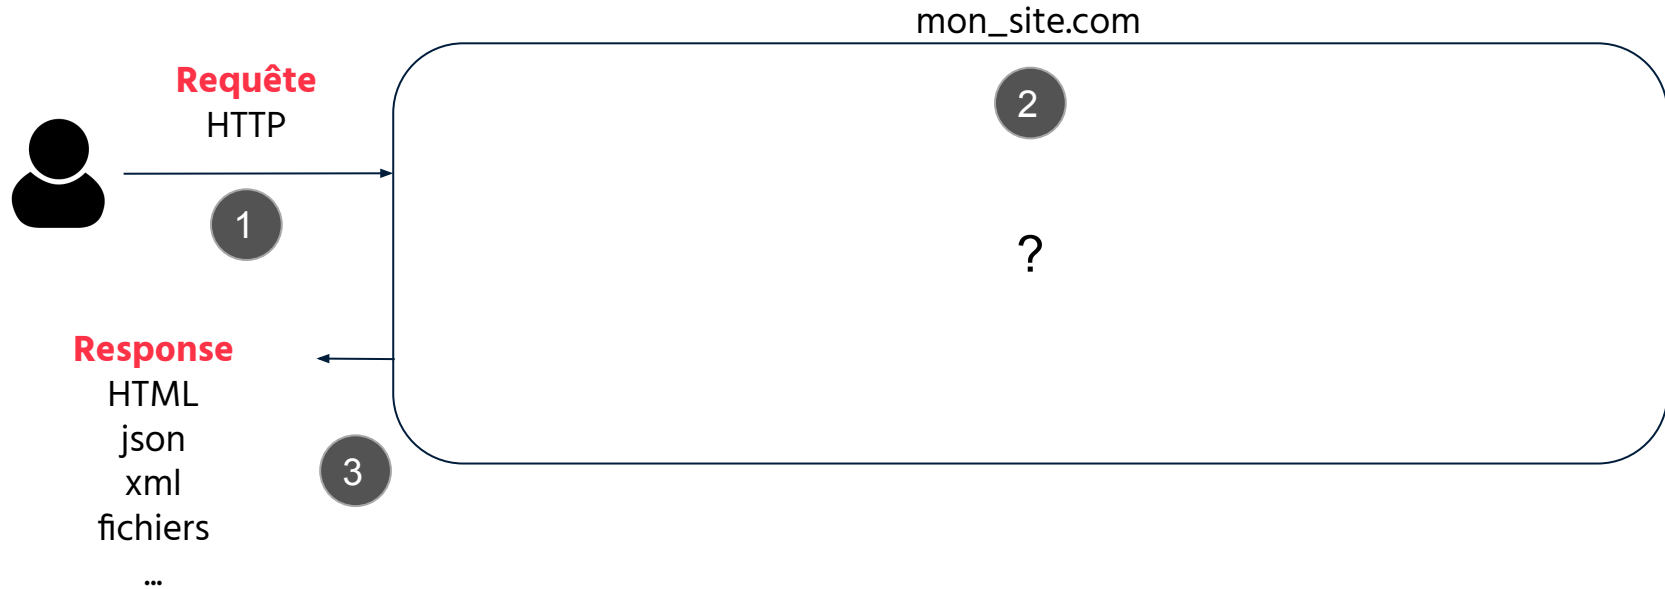 mon_site.com
Requête
HTTP
1
2
?
Response
HTML
json
xml
fichiers
...
3